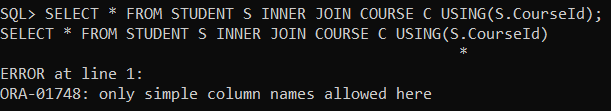 SQL> SELECT * FROM STUDENT S INNER JOIN COURSE C USING(S.CourseId);
SELECT * FROM STUDENT S INNER JOIN COURSE C USING(S.CourseId)
*
ERROR at line 1:
ORA-01748: only simple column names allowed here